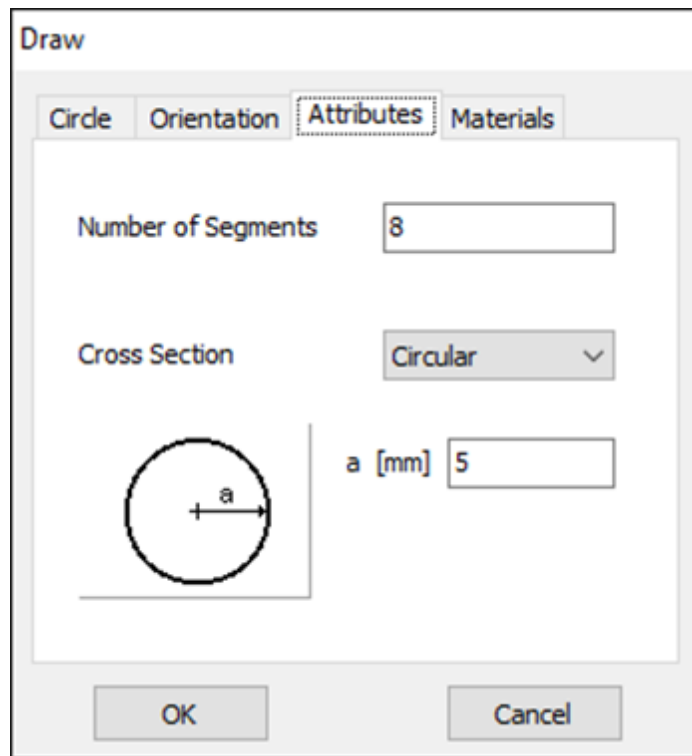 Draw
Circle Orientation Attributes Materials
Number of Segments 8
Cross Section Circular
a
a [mm] 5
OK Cancel